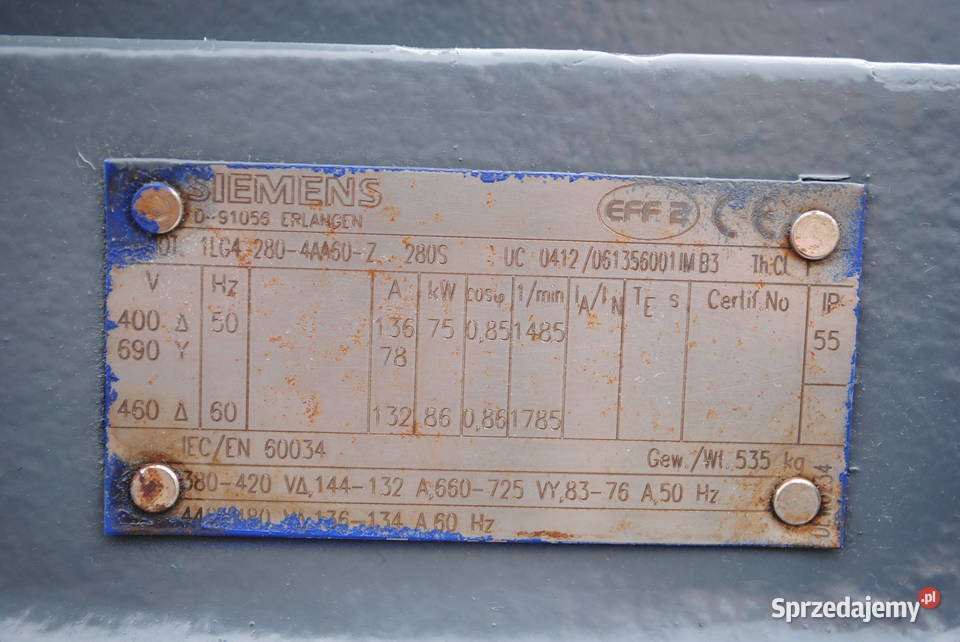 SIEMENS
D-91056 ERLANGEN
EFF 2 CE
1LG4 280-4AA60-Z 280S UC 0412/061356001 IM B3 Th.Cl.
V Hz A kW cosφ 1/min IA/IN TE s Certif.No IP
400 Δ 50 136 75 0,85 1485 55
690 Y 78
460 Δ 60 132 86 0,86 1785
IEC/EN 60034 Gew./Wt. 535 kg
380-420 VΔ,144-132 A,660-725 VY,83-76 A,50 Hz
VΔ,136-134 A,60 Hz
Sprzedajemy.pl